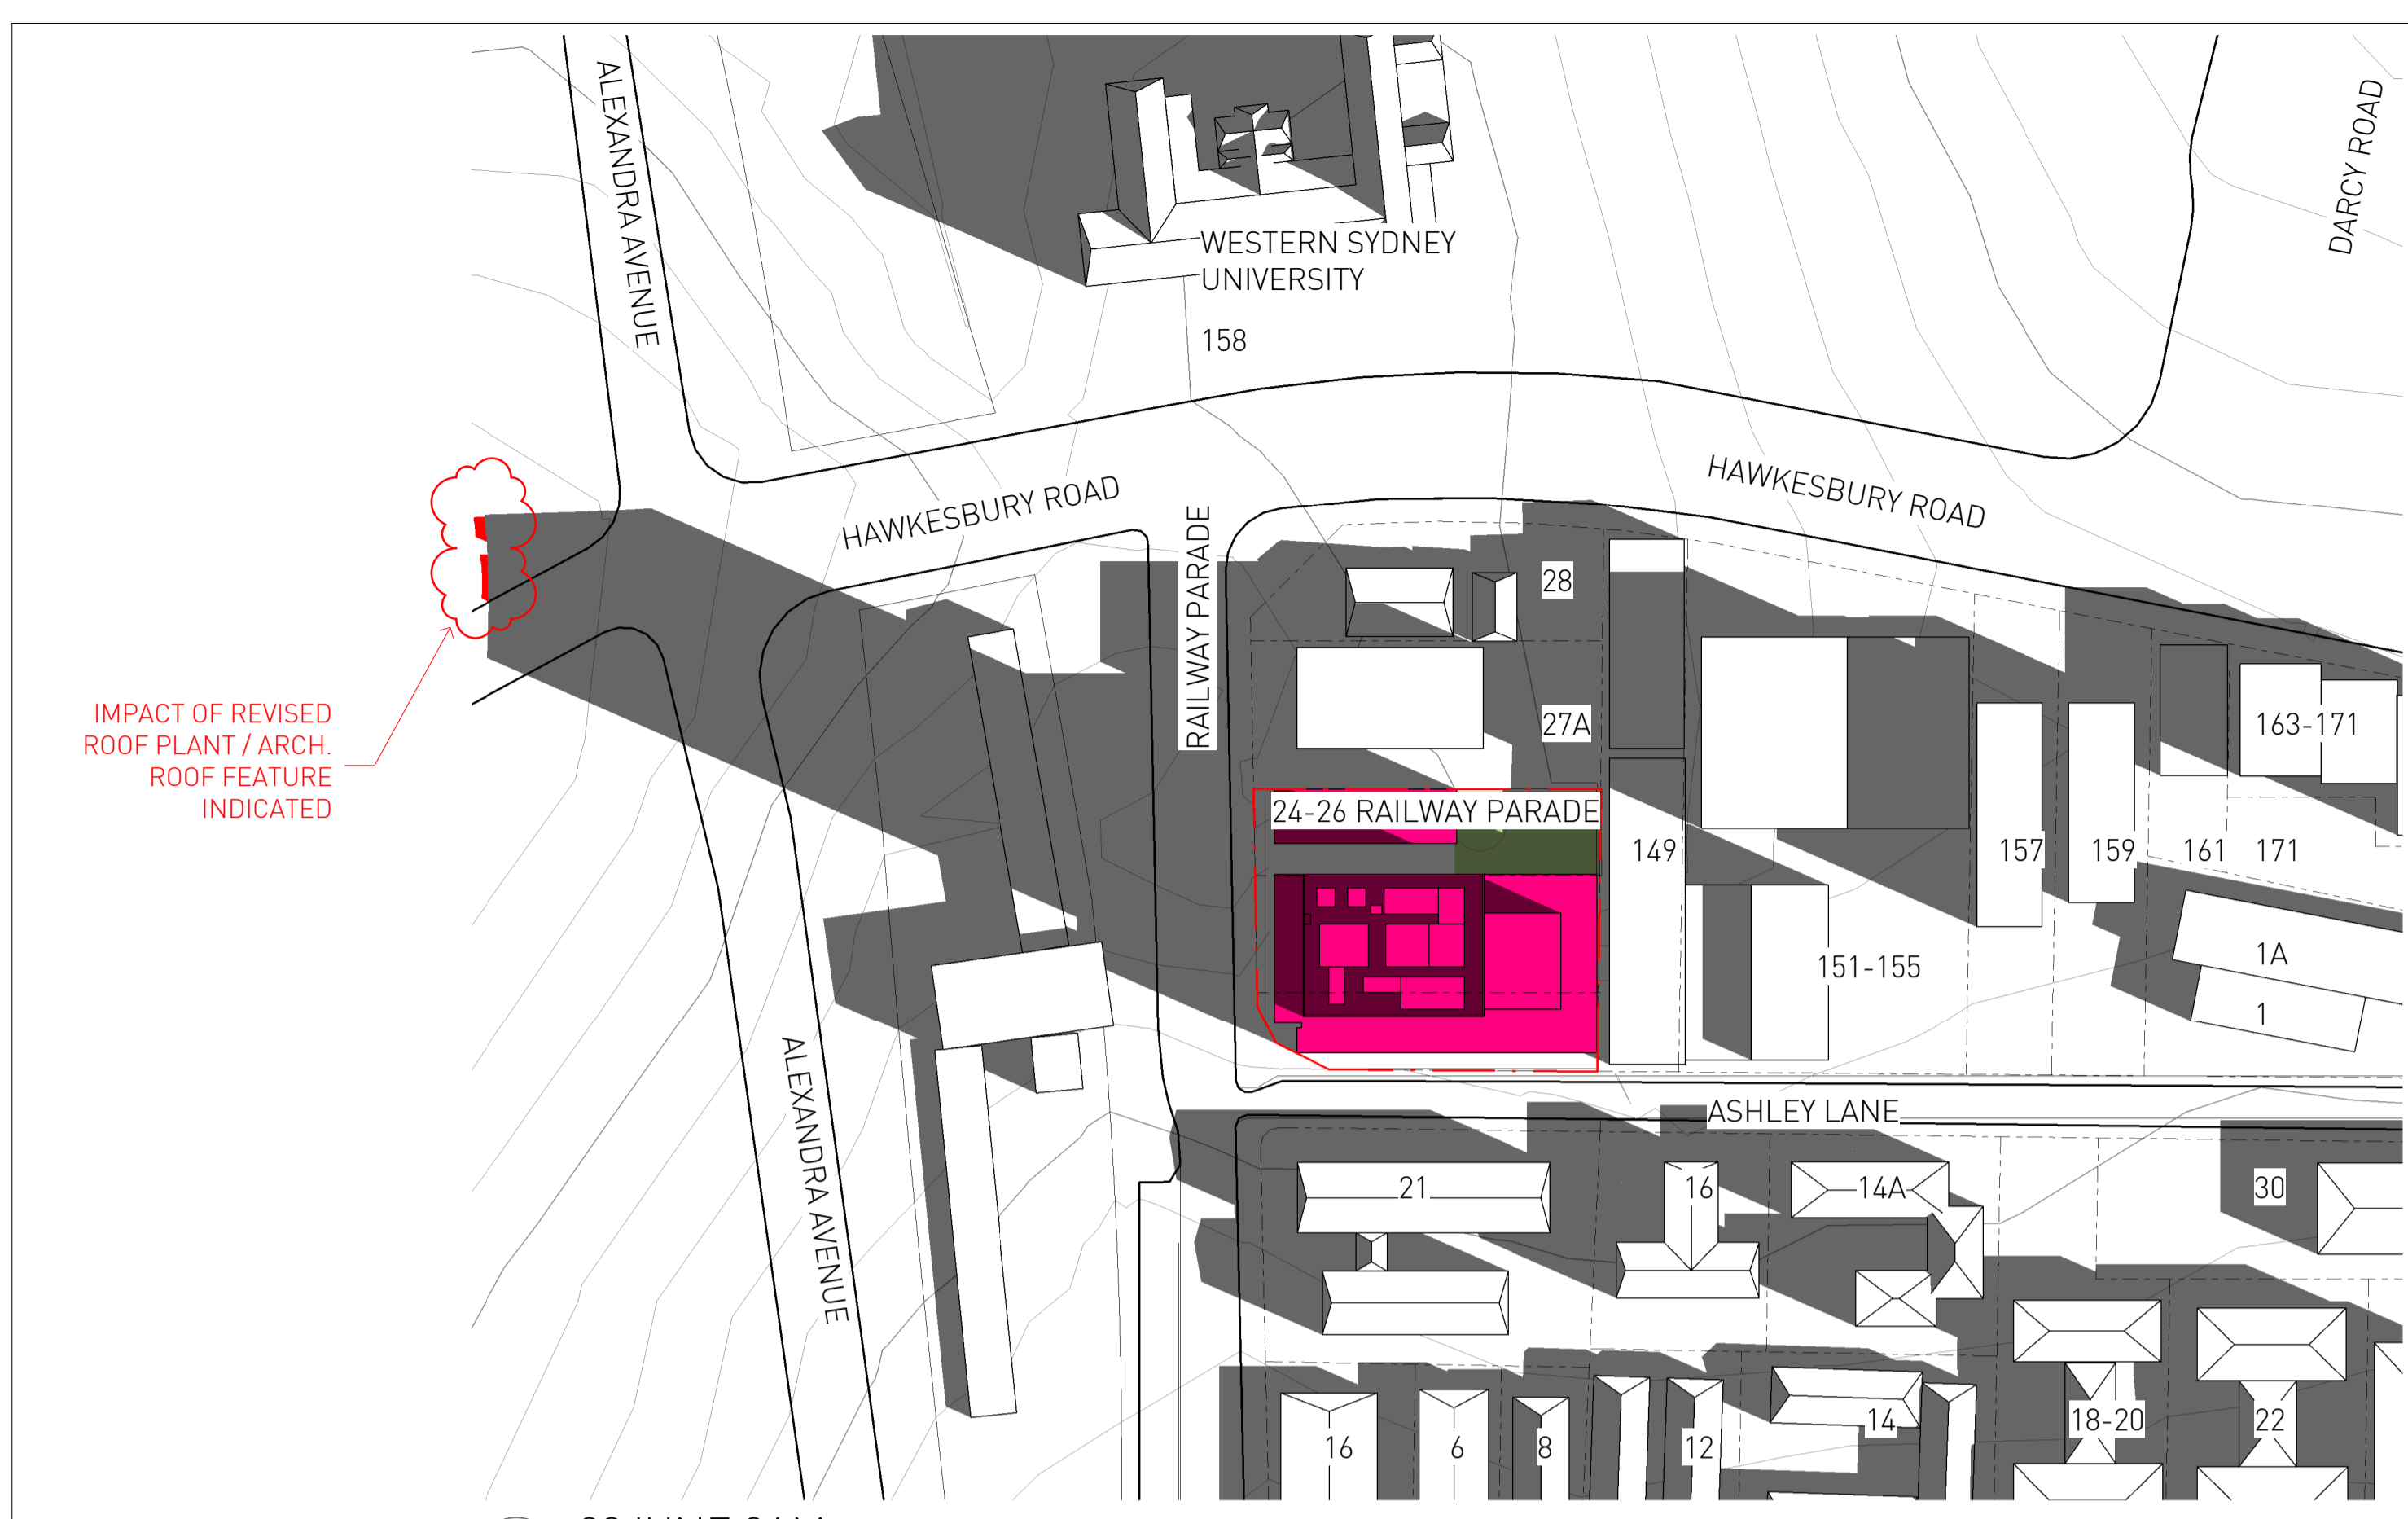 ALEXANDRA AVENUE
DARCY ROAD
WESTERN SYDNEY
UNIVERSITY
158
HAWKESBURY ROAD
HAWKESBURY ROAD
RAILWAY PARADE
28
27A
IMPACT OF REVISED
ROOF PLANT / ARCH.
ROOF FEATURE
INDICATED
163-171
24-26 RAILWAY PARADE
149
157
159
161
171
151-155
1A
1
ALEXANDRA AVENUE
ASHLEY LANE
21
16
14A
30
16
6
8
12
14
18-20
22